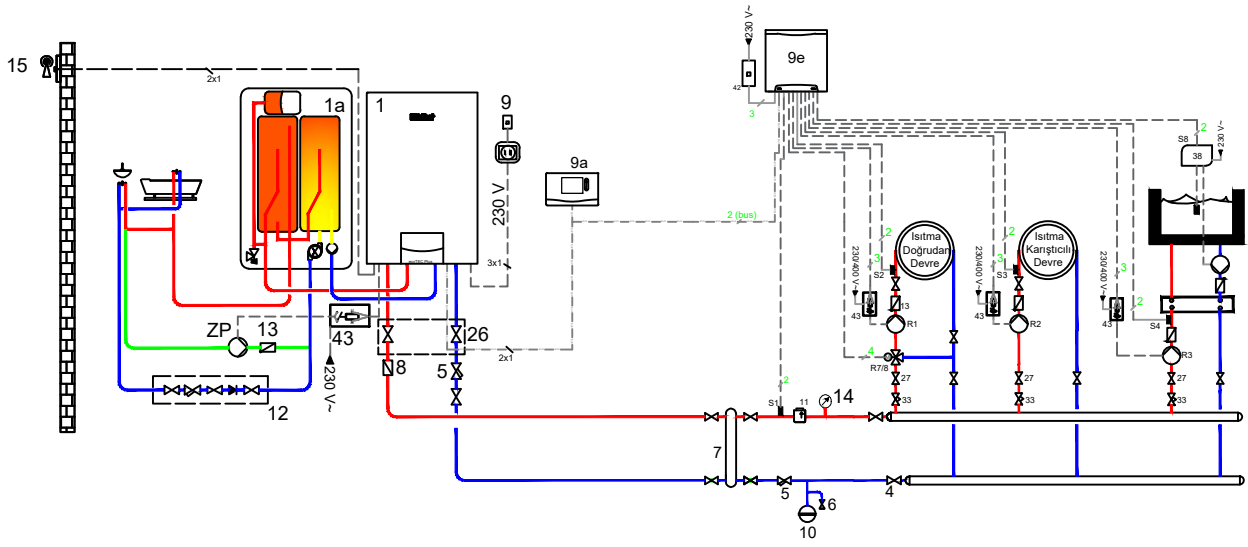 15
2x1
1a
1
9
230 V
3x1
9a
2 (bus)
230 V~
42
3
9e
S8
38
2
230 V~
Isıtma
Doğrudan
Devre
Isıtma
Karıştıcılı
Devre
2
3
230/400 V~
S2
13
43
R1
4
R7/8
27
33
2
3
230/400 V~
S3
43
R2
27
33
3
2
230/400 V~
43
S4
R3
27
33
ZP
13
43
230 V~
12
26
8
5
2x1
7
2
S1
11
14
5
6
10
4